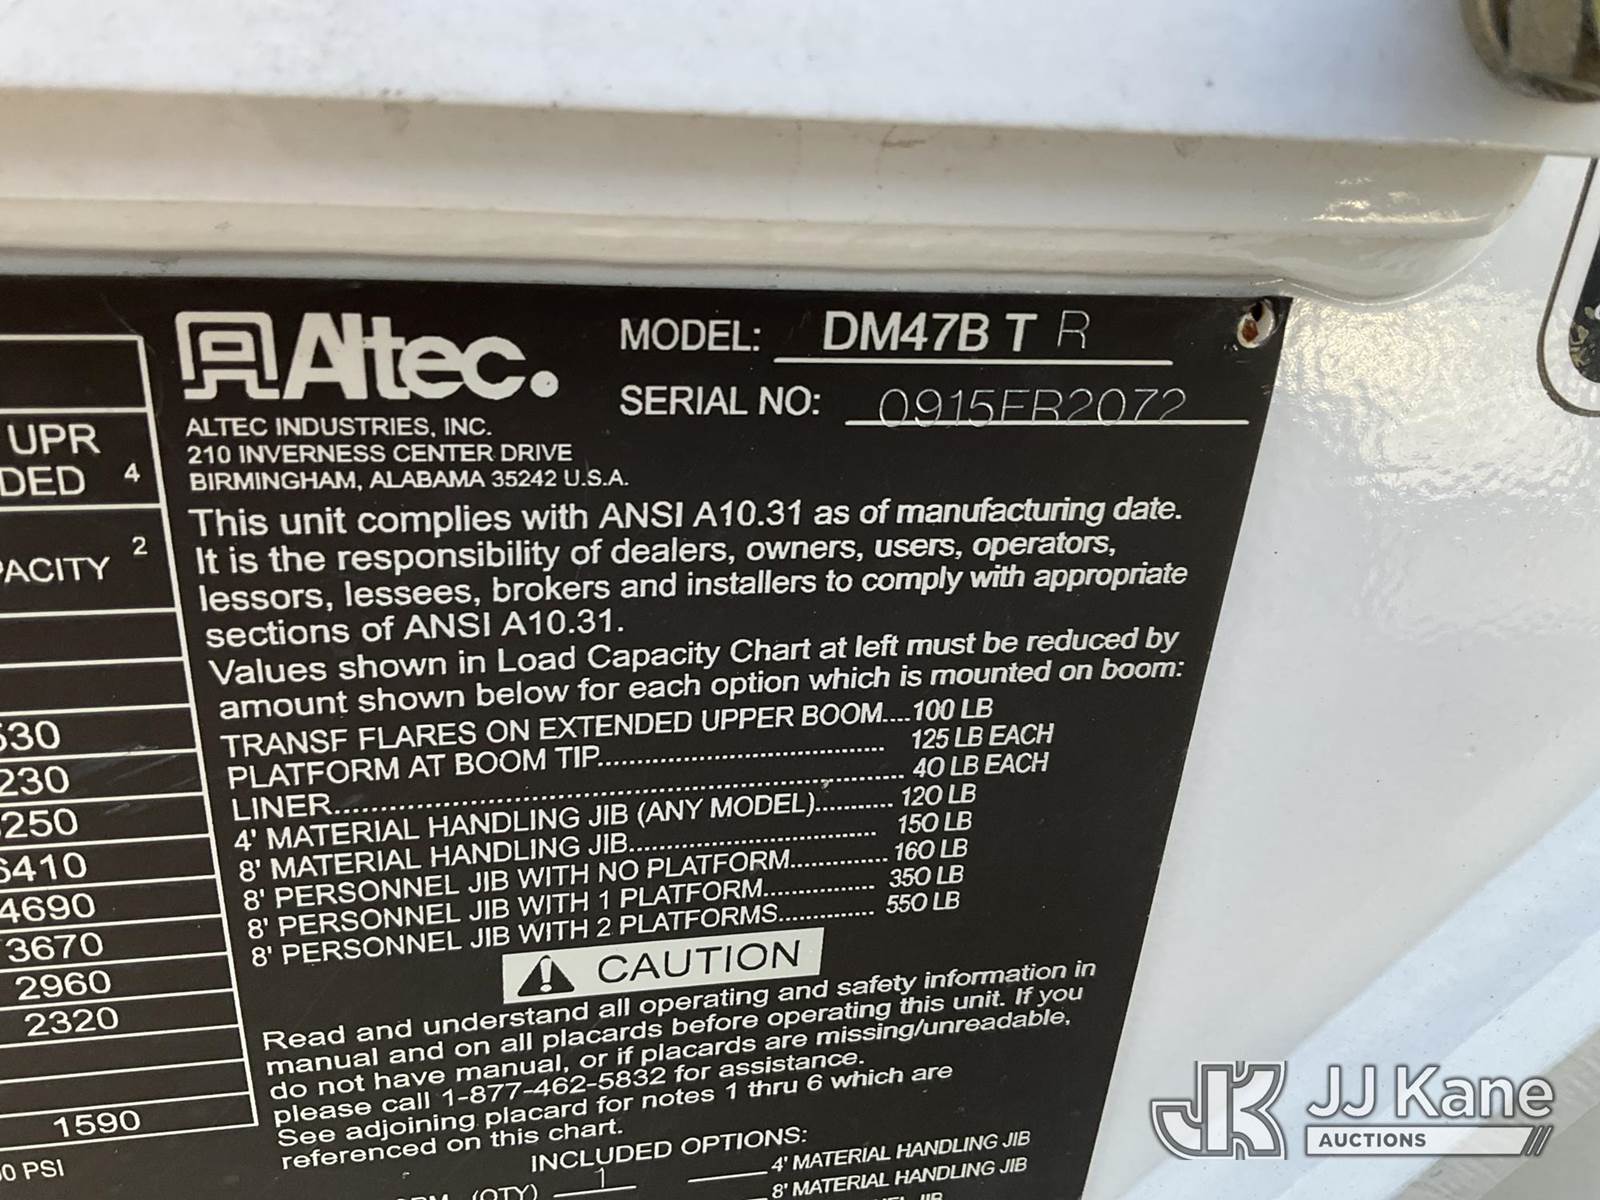 Altec.
MODEL: DM47B T R
SERIAL NO: 0915FR2072
ALTEC INDUSTRIES, INC.
210 INVERNESS CENTER DRIVE
BIRMINGHAM, ALABAMA 35242 U.S.A.
This unit complies with ANSI A10.31 as of manufacturing date.
It is the responsibility of dealers, owners, users, operators,
lessors, lessees, brokers and installers to comply with appropriate
sections of ANSI A10.31.
Values shown in Load Capacity Chart at left must be reduced by
amount shown below for each option which is mounted on boom:
TRANSF FLARES ON EXTENDED UPPER BOOM....100 LB
PLATFORM AT BOOM TIP........................................ 125 LB EACH
LINER................................................................................ 40 LB EACH
4' MATERIAL HANDLING JIB (ANY MODEL)........... 120 LB
8' MATERIAL HANDLING JIB................................... 150 LB
8' PERSONNEL JIB WITH NO PLATFORM.............. 160 LB
8' PERSONNEL JIB WITH 1 PLATFORM................ 350 LB
8' PERSONNEL JIB WITH 2 PLATFORMS.............. 550 LB
CAUTION
Read and understand all operating and safety information in
manual and on all placards before operating this unit. If you
do not have manual, or if placards are missing/unreadable,
please call 1-877-462-5832 for assistance.
See adjoining placard for notes 1 thru 6 which are
referenced on this chart.
INCLUDED OPTIONS:
(QTY) 1 4' MATERIAL HANDLING JIB
8' MATERIAL HANDLING JIB
UPR
4
2
230
250
6410
4690
3670
2960
2320
1590
PSI
JK JJ Kane
AUCTIONS